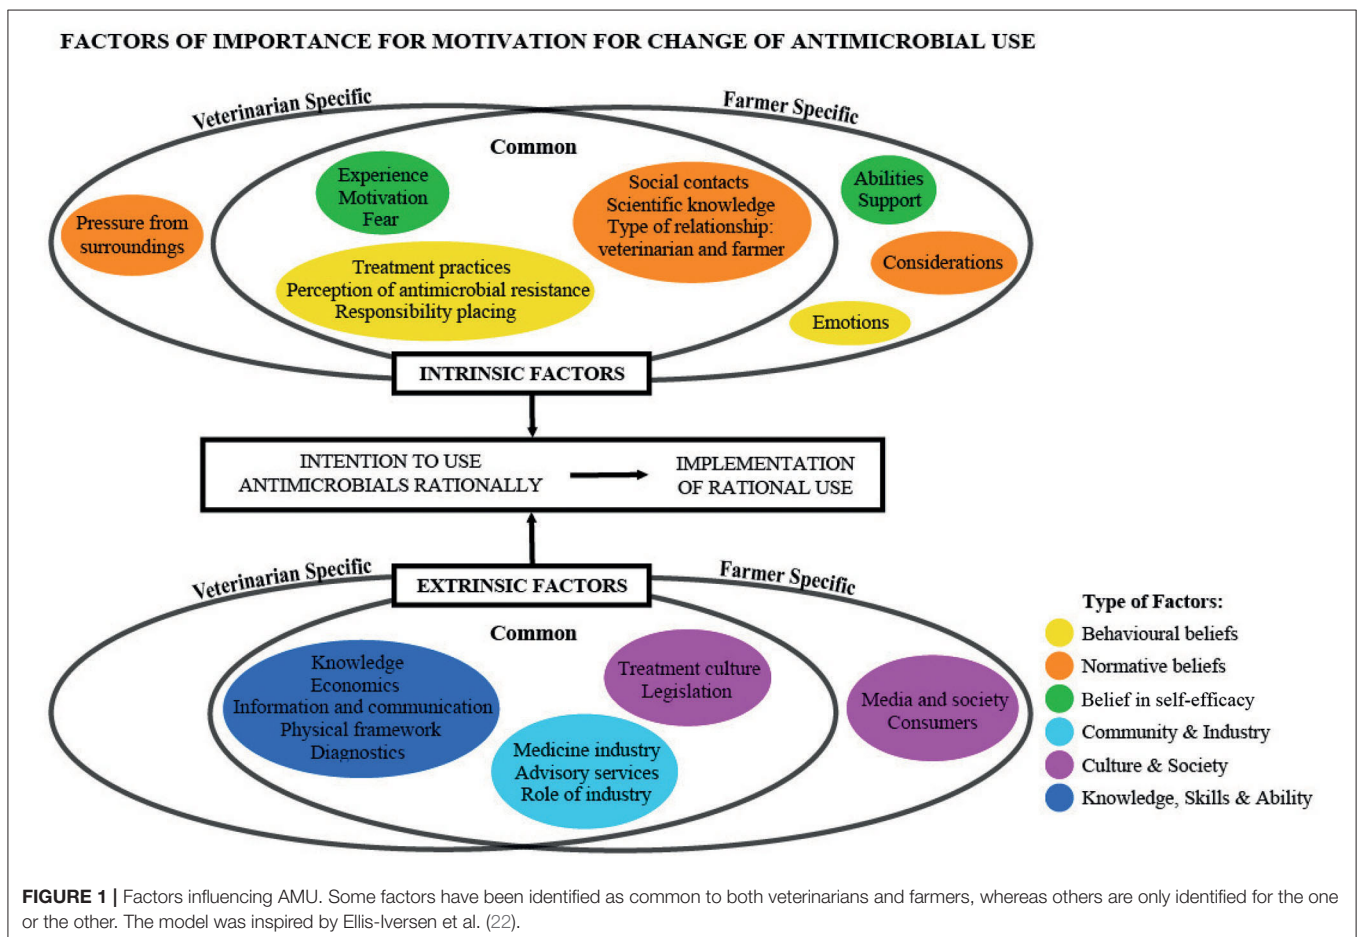 FACTORS OF IMPORTANCE FOR MOTIVATION FOR CHANGE OF ANTIMICROBIAL USE
Veterinarian Specific
Farmer Specific
Common
Experience
Motivation
Fear
Social contacts
Scientific knowledge
Type of relationship:
veterinarian and farmer
Abilities
Support
Pressure from
surroundings
Considerations
Treatment practices
Perception of antimicrobial resistance
Responsibility placing
Emotions
INTRINSIC FACTORS
INTENTION TO USE
ANTIMICROBIALS RATIONALLY
IMPLEMENTATION
OF RATIONAL USE
Veterinarian Specific
EXTRINSIC FACTORS
Farmer Specific
Common
Knowledge
Economics
Information and communication
Physical framework
Diagnostics
Treatment culture
Legislation
Media and society
Consumers
Medicine industry
Advisory services
Role of industry
Type of Factors:
Behavioural beliefs
Normative beliefs
Belief in self-efficacy
Community & Industry
Culture & Society
Knowledge, Skills & Ability
FIGURE 1 | Factors influencing AMU. Some factors have been identified as common to both veterinarians and farmers, whereas others are only identified for the one
or the other. The model was inspired by Ellis-Iversen et al. (22).